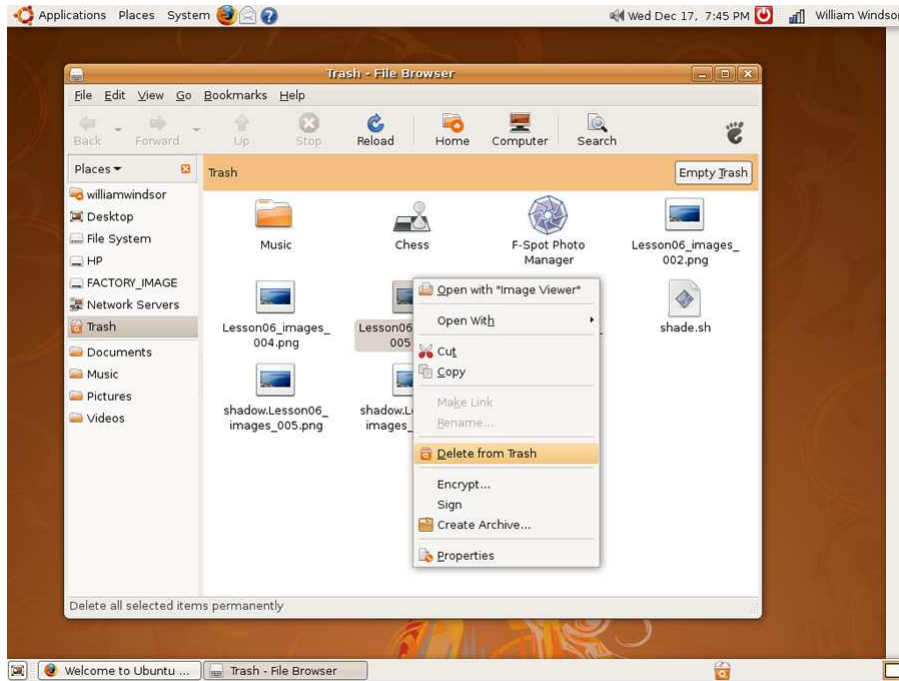 Applications Places System
Wed Dec 17, 7:45 PM William Windsor
Trash - File Browser
File Edit View Go Bookmarks Help
Back Forward Up Stop Reload Home Computer Search
Places
Trash
Empty Trash
williamwindsor
Desktop
File System
HP
FACTORY_IMAGE
Network Servers
Trash
Documents
Music
Pictures
Videos
Music
Chess
F-Spot Photo
Manager
Lesson06_images_
002.png
Lesson06_images_
004.png
Lesson06
005
shade.sh
shadow.Lesson06_
images_005.png
shadow.L
images_
Open with "Image Viewer"
Open With
Cut
Copy
Make Link
Rename...
Delete from Trash
Encrypt...
Sign
Create Archive...
Properties
Delete all selected items permanently
Welcome to Ubuntu ...
Trash - File Browser